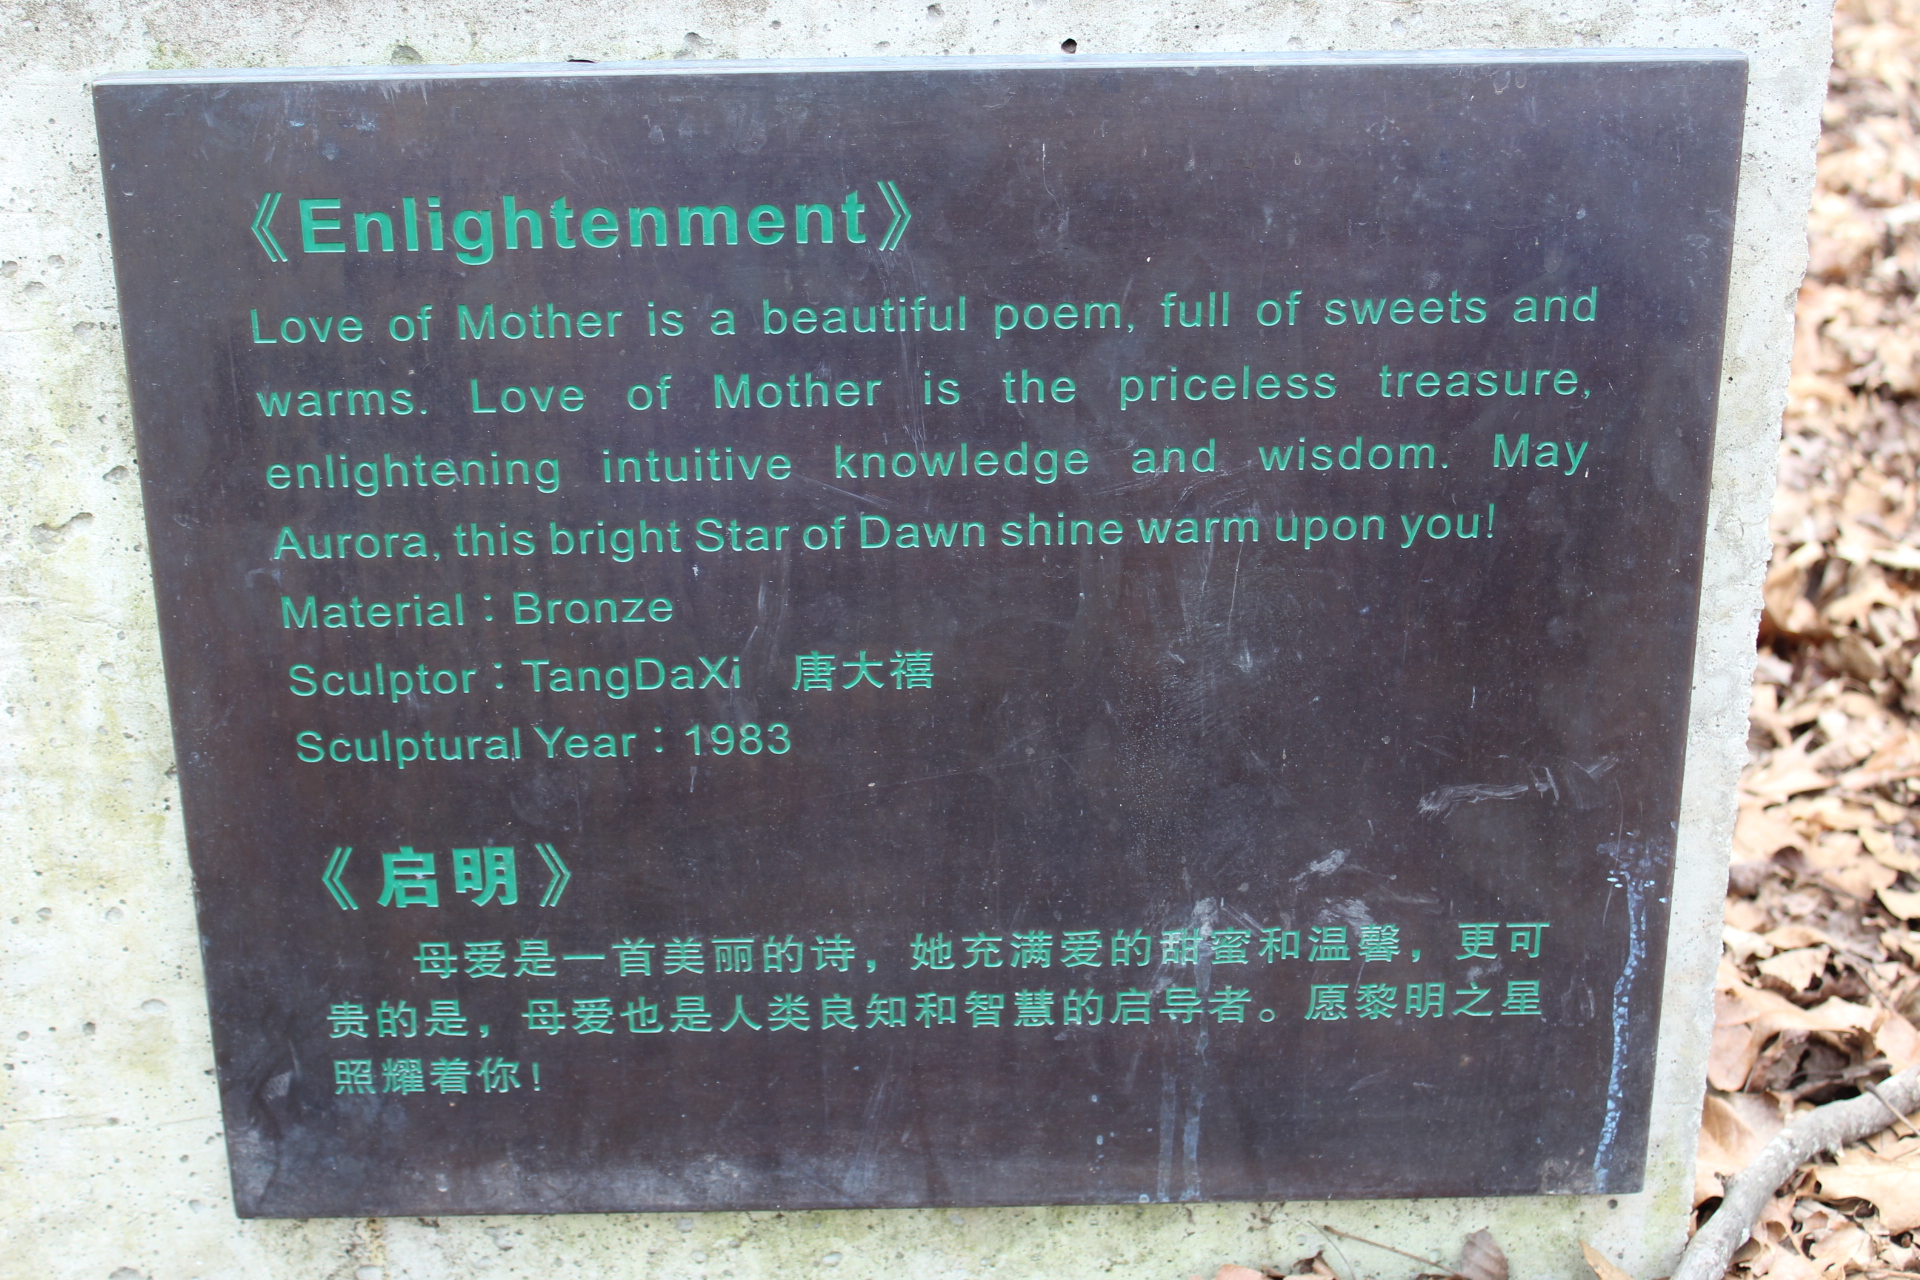 《Enlightenment》
Love of Mother is a beautiful poem, full of sweets and
warms. Love of Mother is the priceless treasure,
enlightening intuitive knowledge and wisdom. May
Aurora, this bright Star of Dawn shine warm upon you!
Material：Bronze
Sculptor：TangDaXi 唐大禧
Sculptural Year：1983
《启明》
母爱是一首美丽的诗，她充满爱的甜蜜和温馨，更可
贵的是，母爱也是人类良知和智慧的启导者。愿黎明之星
照耀着你！